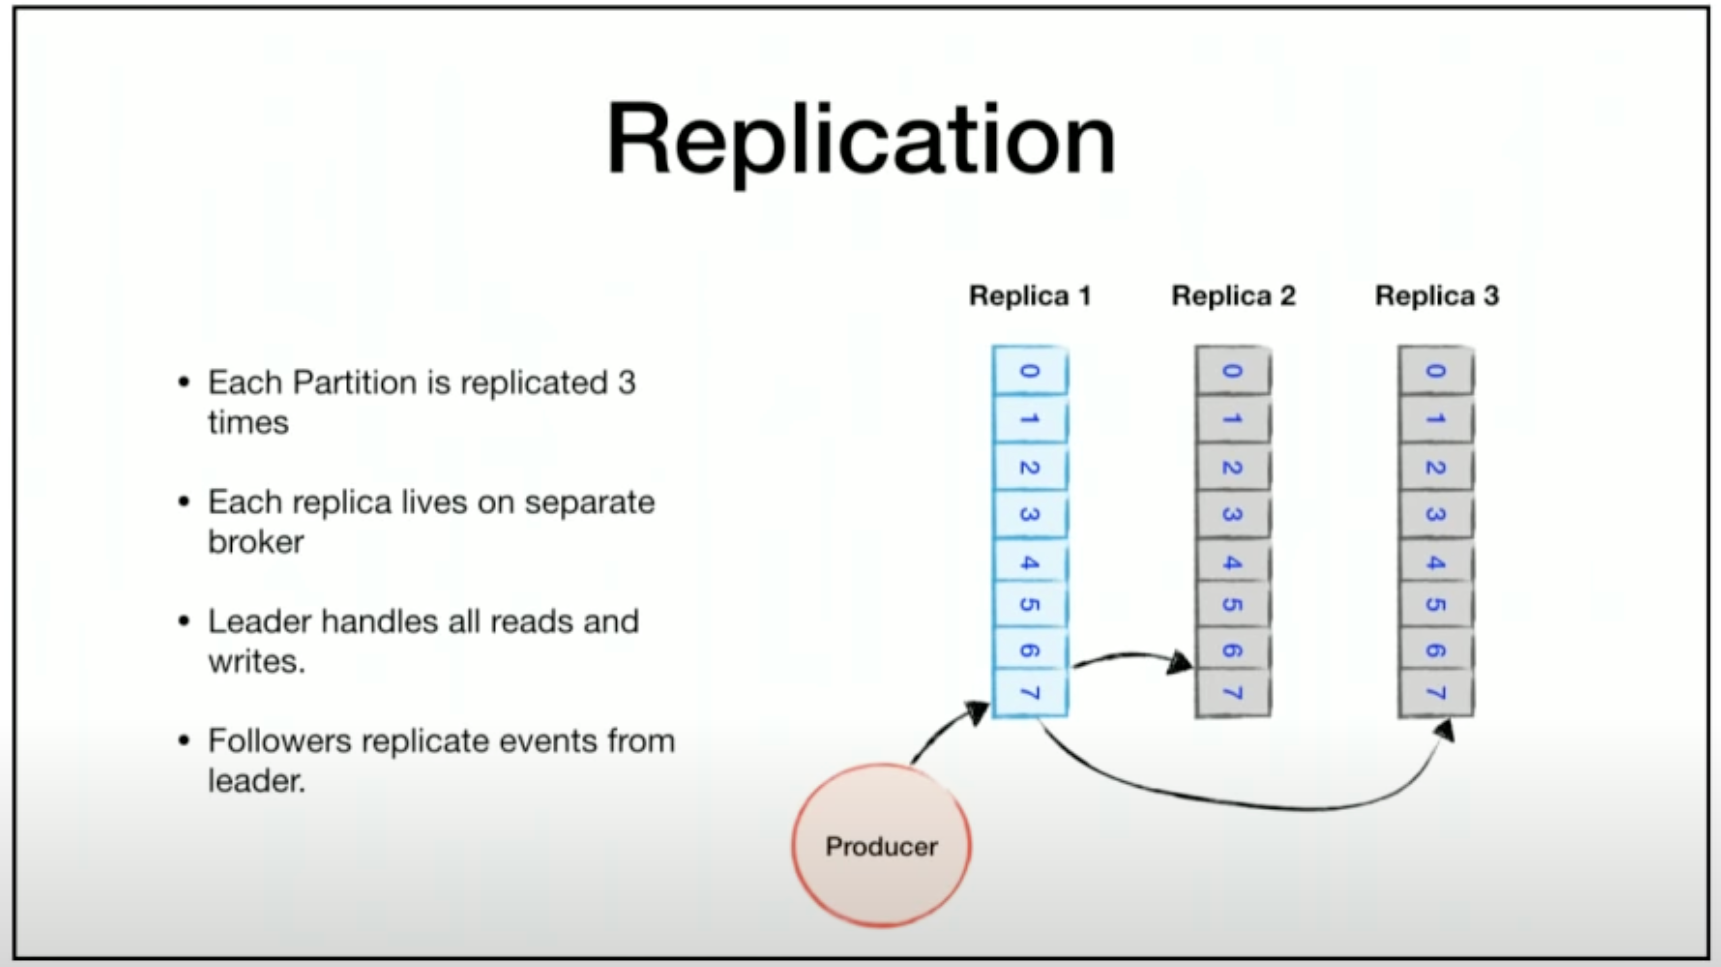 Replication
• Each Partition is replicated 3
times
• Each replica lives on separate
broker
• Leader handles all reads and
writes.
• Followers replicate events from
leader.
Replica 1
Replica 2
Replica 3
0
1
2
3
4
5
6
7
0
1
2
3
4
5
6
7
0
1
2
3
4
5
6
7
Producer